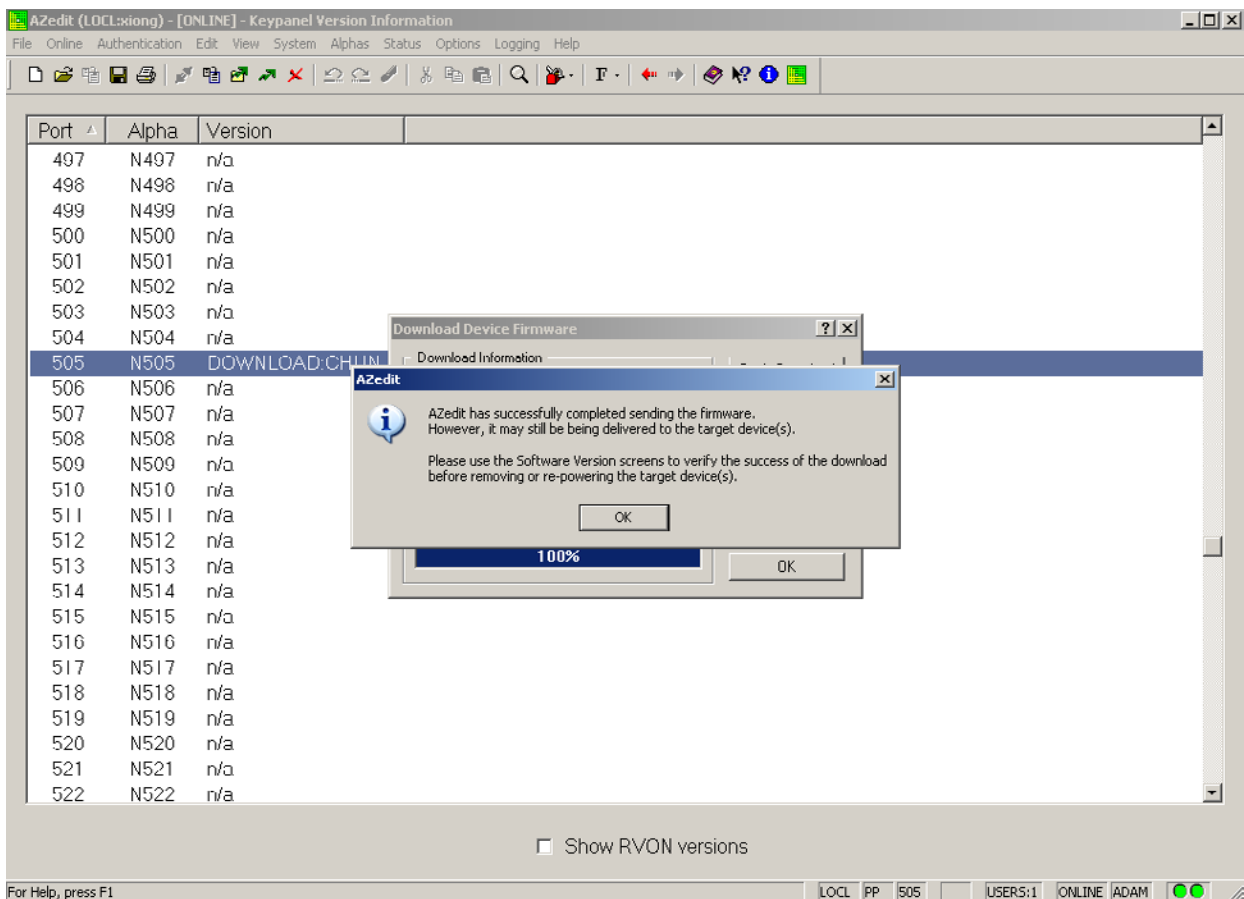 AZedit (LOCL:xiong) - [ONLINE] - Keypanel Version Information
File Online Authentication Edit View System Alphas Status Options Logging Help
F
Port Alpha Version
497 N497 n/a
498 N498 n/a
499 N499 n/a
500 N500 n/a
501 N501 n/a
502 N502 n/a
503 N503 n/a
504 N504 n/a
505 N505 DOWNLOAD:CHUN
506 N506 n/a
507 N507 n/a
508 N508 n/a
509 N509 n/a
510 N510 n/a
511 N511 n/a
512 N512 n/a
513 N513 n/a
514 N514 n/a
515 N515 n/a
516 N516 n/a
517 N517 n/a
518 N518 n/a
519 N519 n/a
520 N520 n/a
521 N521 n/a
522 N522 n/a
Download Device Firmware
Download Information
AZedit
AZedit has successfully completed sending the firmware.
However, it may still be being delivered to the target device(s).
Please use the Software Version screens to verify the success of the download
before removing or re-powering the target device(s).
OK
100%
OK
Show RVON versions
For Help, press F1
LOCL PP 505 USERS:1 ONLINE ADAM